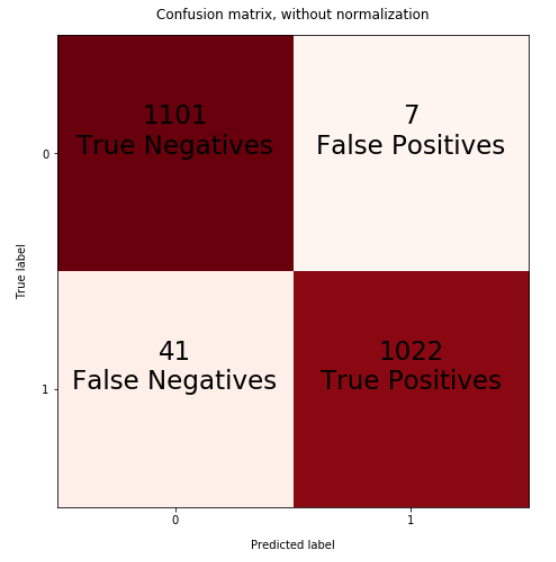 Confusion matrix, without normalization
1101
True Negatives
7
False Positives
0
True label
41
False Negatives
1022
True Positives
1
0
1
Predicted label